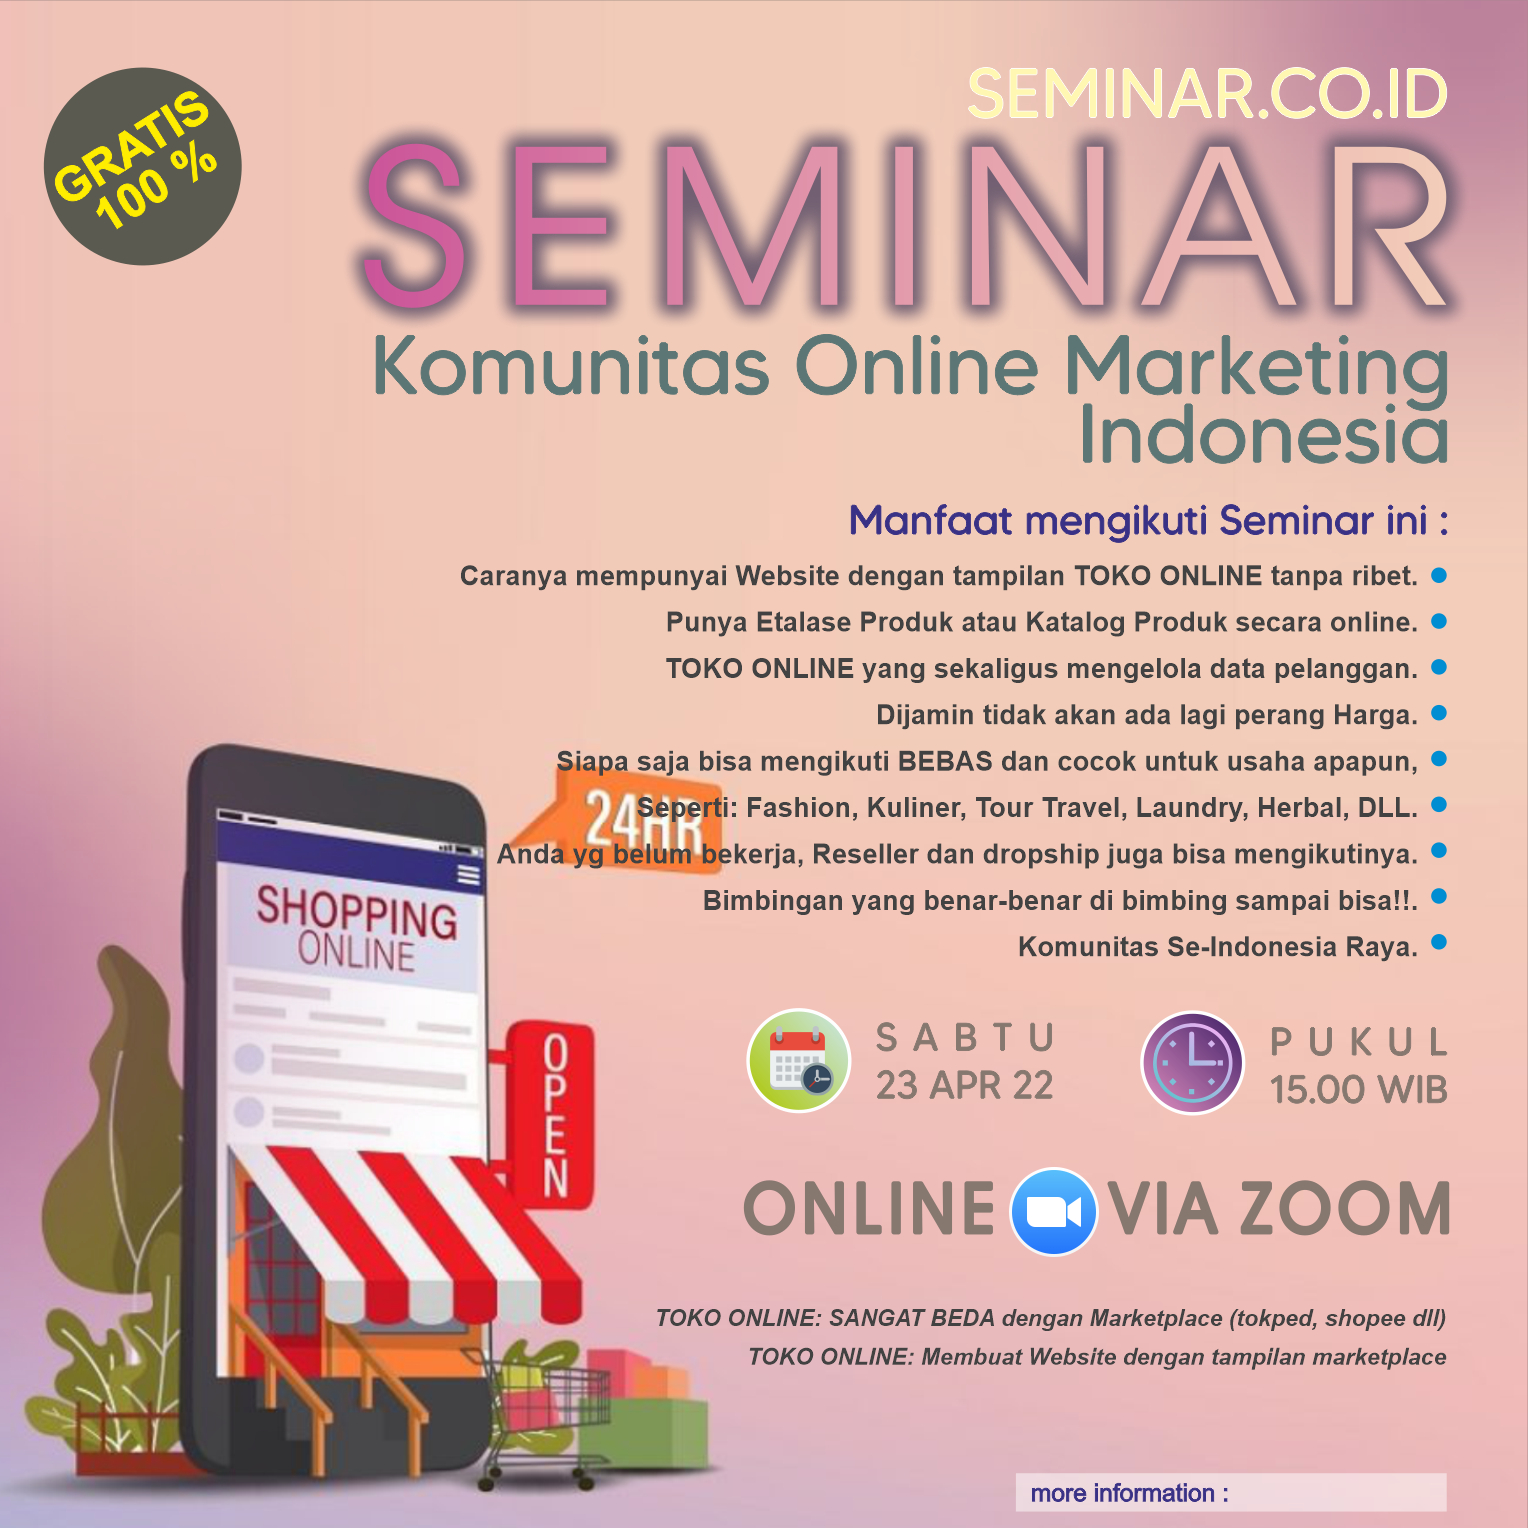 GRATIS
100 %
SEMINAR.CO.ID
SEMINAR
Komunitas Online Marketing
Indonesia
Manfaat mengikuti Seminar ini :
Caranya mempunyai Website dengan tampilan TOKO ONLINE tanpa ribet.
Punya Etalase Produk atau Katalog Produk secara online.
TOKO ONLINE yang sekaligus mengelola data pelanggan.
Dijamin tidak akan ada lagi perang Harga.
Siapa saja bisa mengikuti BEBAS dan cocok untuk usaha apapun,
Seperti: Fashion, Kuliner, Tour Travel, Laundry, Herbal, DLL.
Anda yg belum bekerja, Reseller dan dropship juga bisa mengikutinya.
Bimbingan yang benar-benar di bimbing sampai bisa!!.
Komunitas Se-Indonesia Raya.
24HR
SHOPPING
ONLINE
OPEN
SABTU
23 APR 22
PUKUL
15.00 WIB
ONLINE VIA ZOOM
TOKO ONLINE: SANGAT BEDA dengan Marketplace (tokped, shopee dll)
TOKO ONLINE: Membuat Website dengan tampilan marketplace
more information :